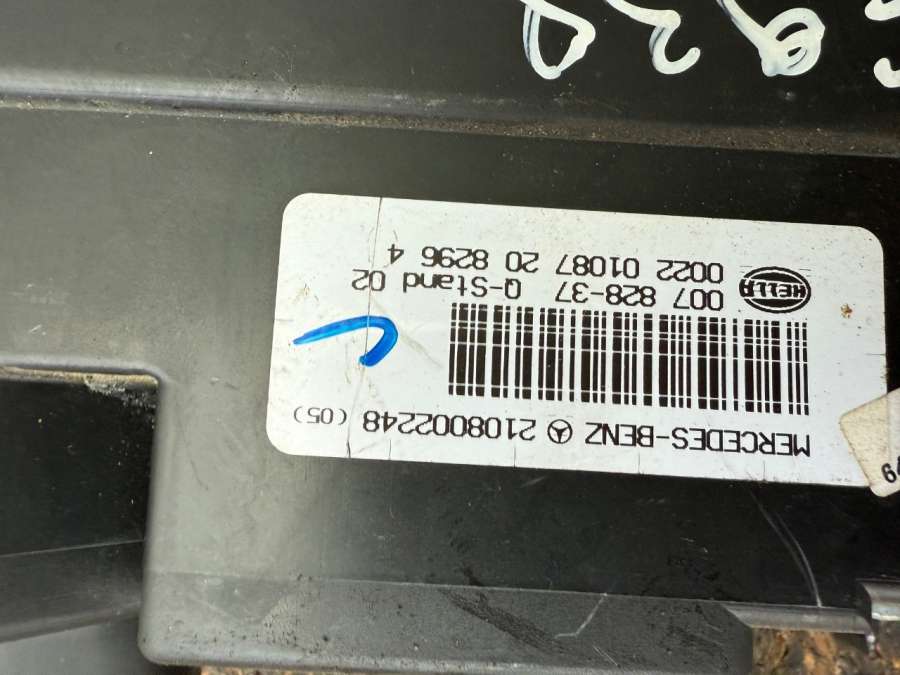 MERCEDES-BENZ 2108002248 (05)
007 828-37 Q-Stand 02
HELLA
0022 01087 20 8296 4